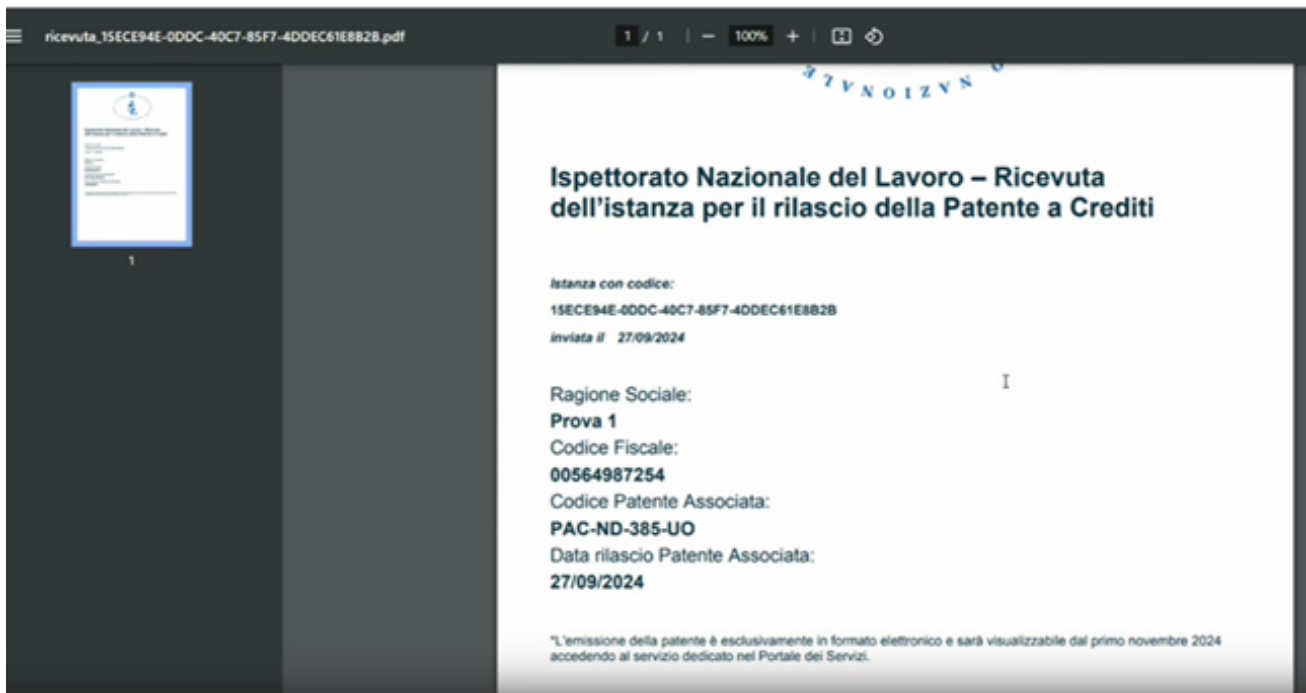 ricevuta_15ECE94E-0DDC-40C7-85F7-4DDEC61E8B2B.pdf
1 / 1 | − 100% + |
1
O NAZIONALE
Ispettorato Nazionale del Lavoro – Ricevuta
dell'istanza per il rilascio della Patente a Crediti
Istanza con codice:
15ECE94E-0DDC-40C7-85F7-4DDEC61E8B2B
inviata il 27/09/2024
Ragione Sociale:
Prova 1
Codice Fiscale:
00564987254
Codice Patente Associata:
PAC-ND-385-UO
Data rilascio Patente Associata:
27/09/2024
*L'emissione della patente è esclusivamente in formato elettronico e sarà visualizzabile dal primo novembre 2024
accedendo al servizio dedicato nel Portale dei Servizi.